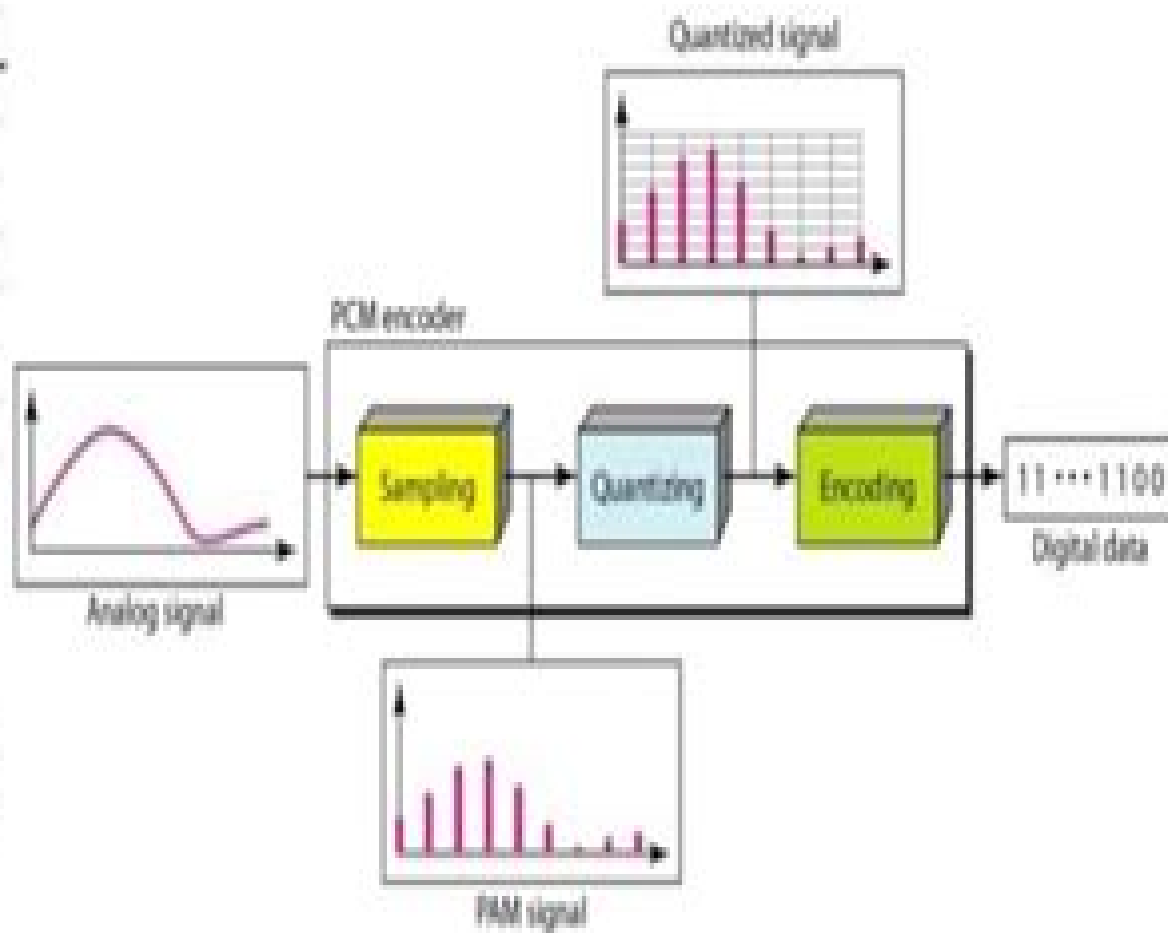 Quantized signal
PCM encoder
Sampling
Quantizing
Encoding
11•••1100
Digital data
Analog signal
PAM signal